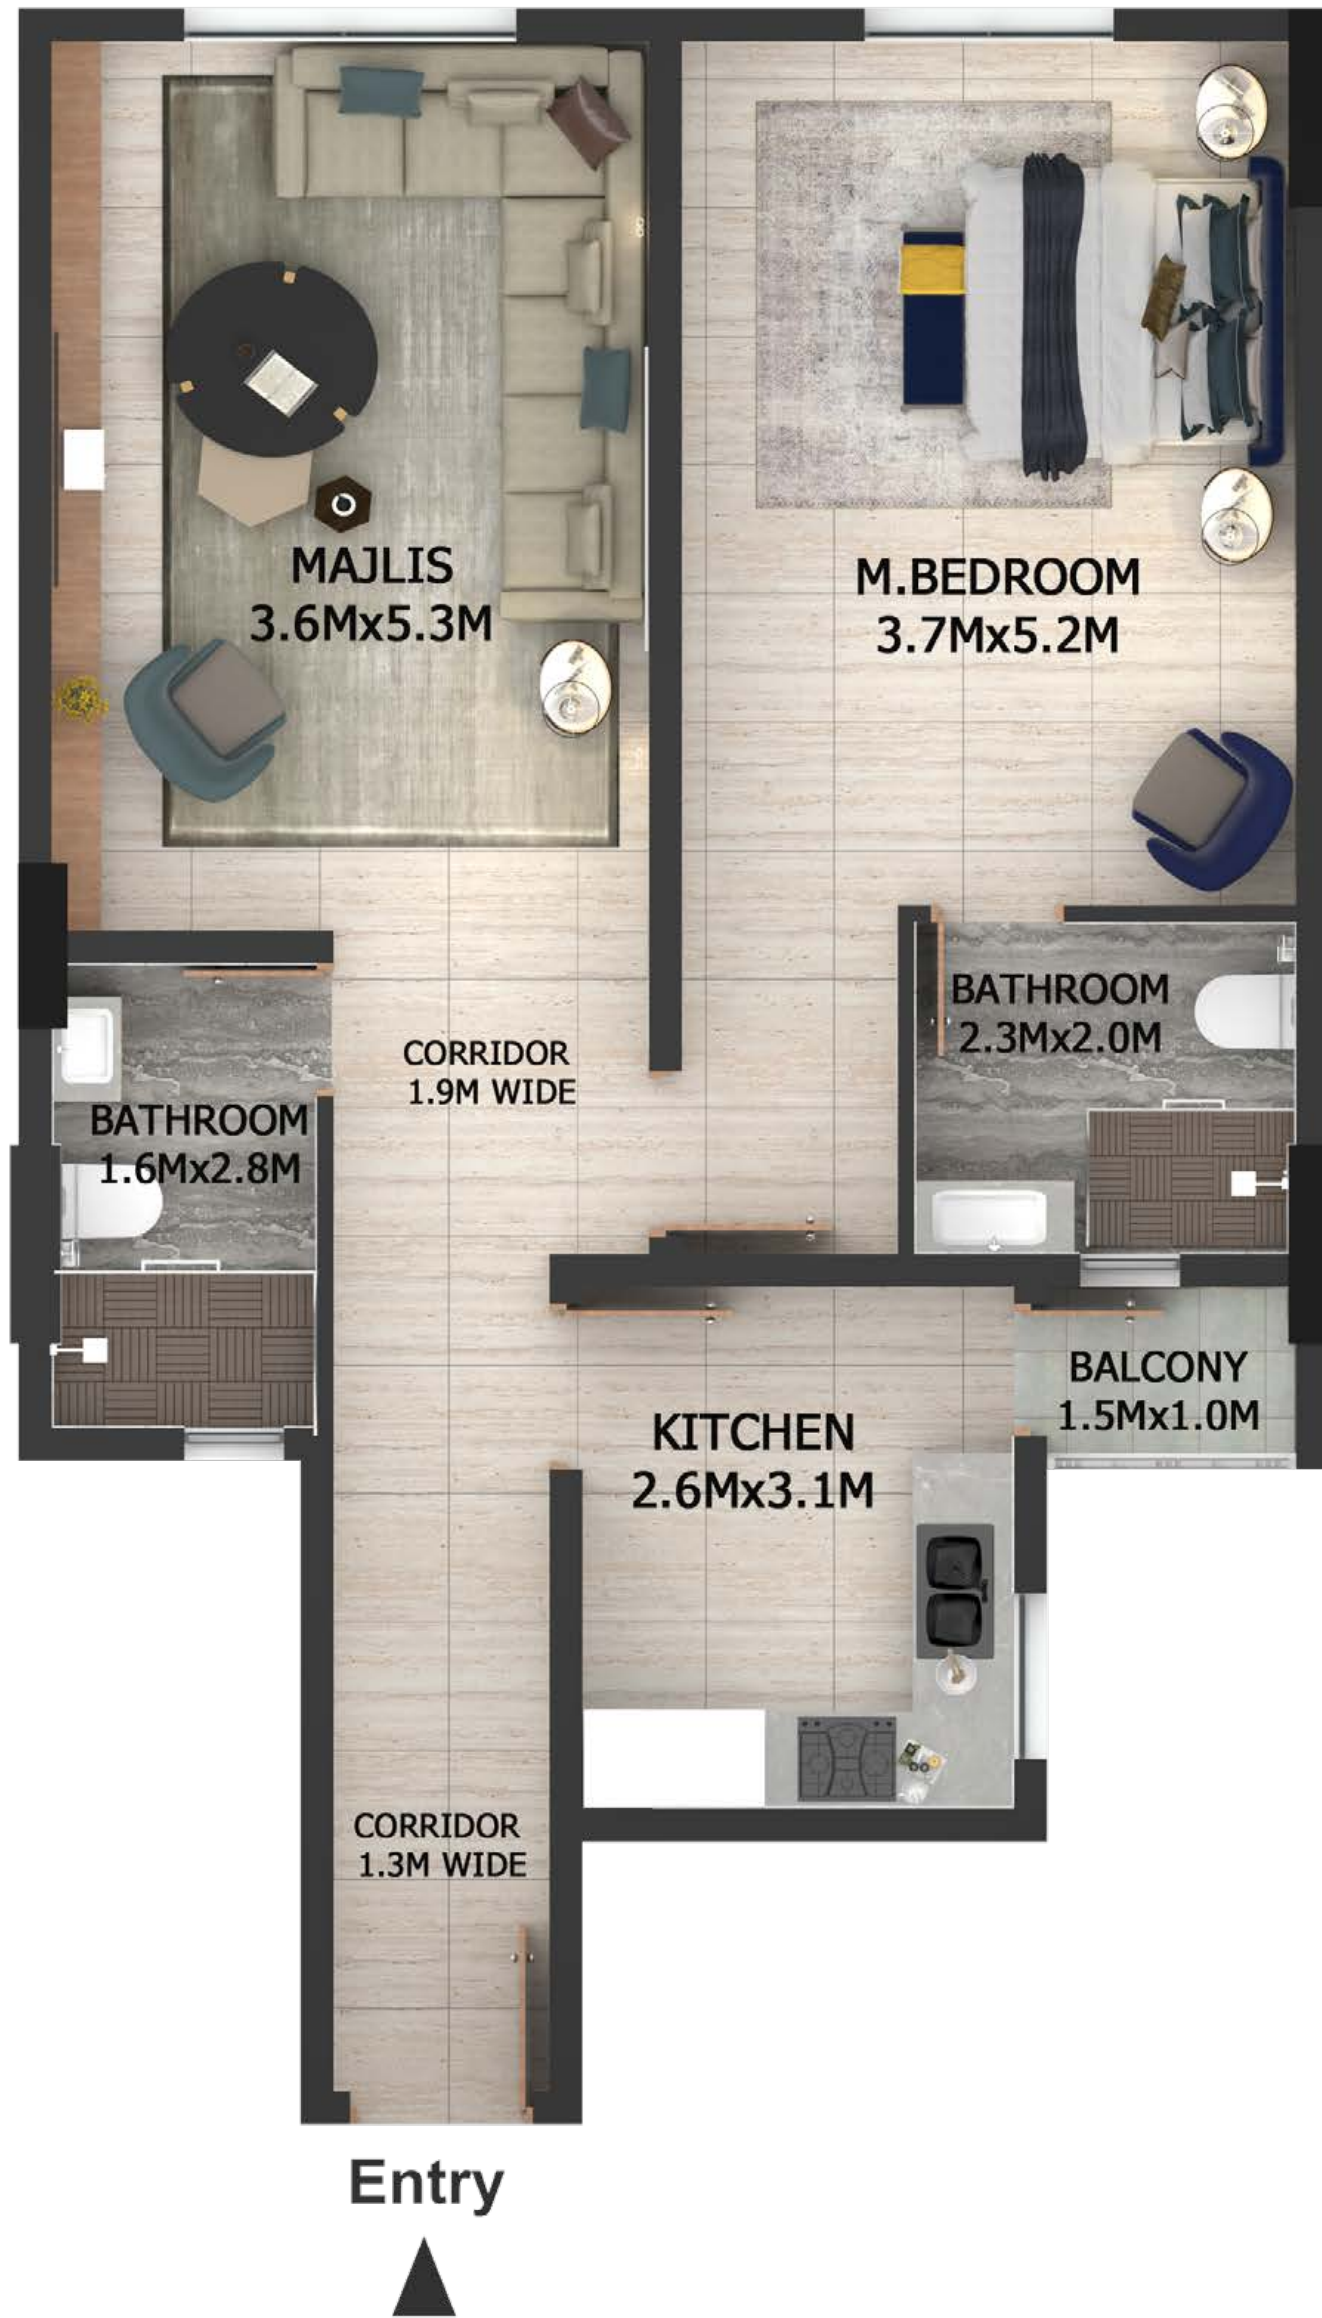 MAJLIS
3.6Mx5.3M
M.BEDROOM
3.7Mx5.2M
BATHROOM
2.3Mx2.0M
CORRIDOR
1.9M WIDE
BATHROOM
1.6Mx2.8M
BALCONY
1.5Mx1.0M
KITCHEN
2.6Mx3.1M
CORRIDOR
1.3M WIDE
Entry